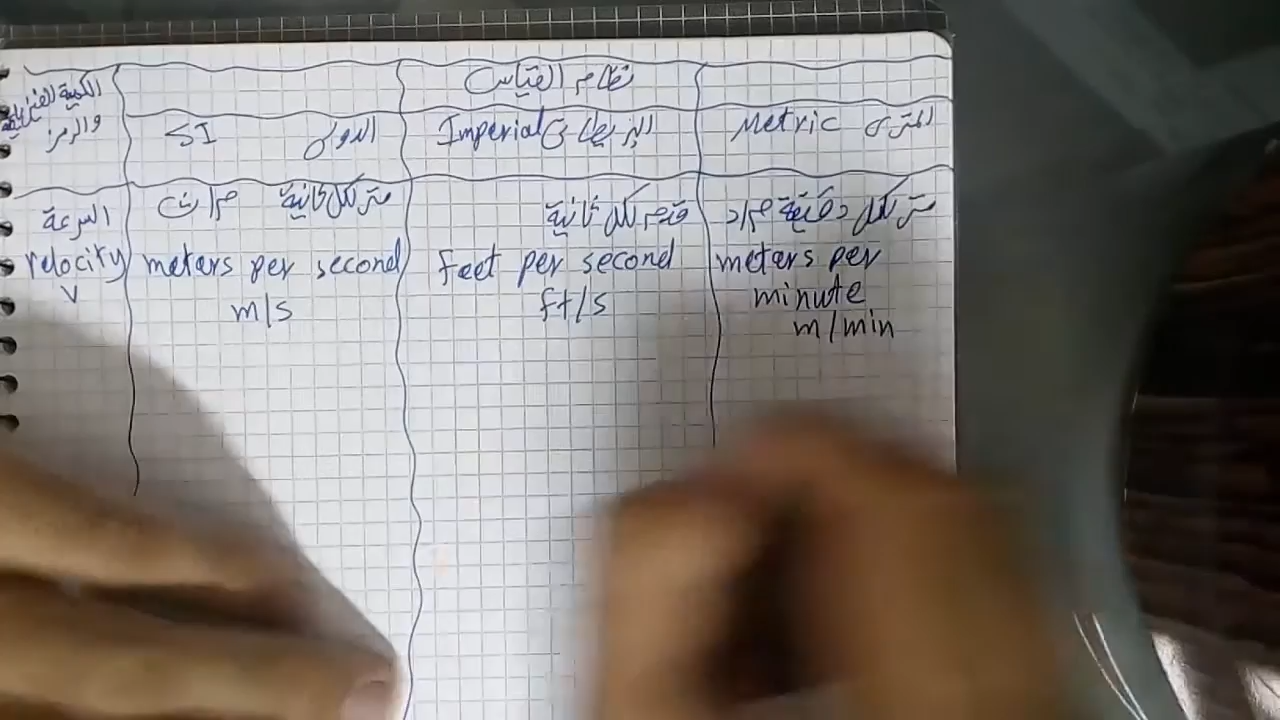 نظام القياس
الكمية الفيزيائية
والرمز
SI الدولي
Imperial البريطاني
Metric المتري
السرعة
velocity
v
متر لكل ثانية م/ث
meters per second
m/s
قدم لكل ثانية
feet per second
ft/s
متر لكل دقيقة م/د
meters per
minute
m/min